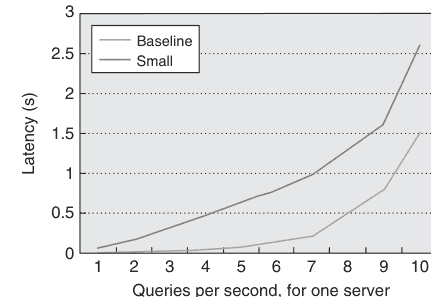 3
2.5
2
1.5
1
0.5
0
Latency (s)
Baseline
Small
1 2 3 4 5 6 7 8 9 10
Queries per second, for one server